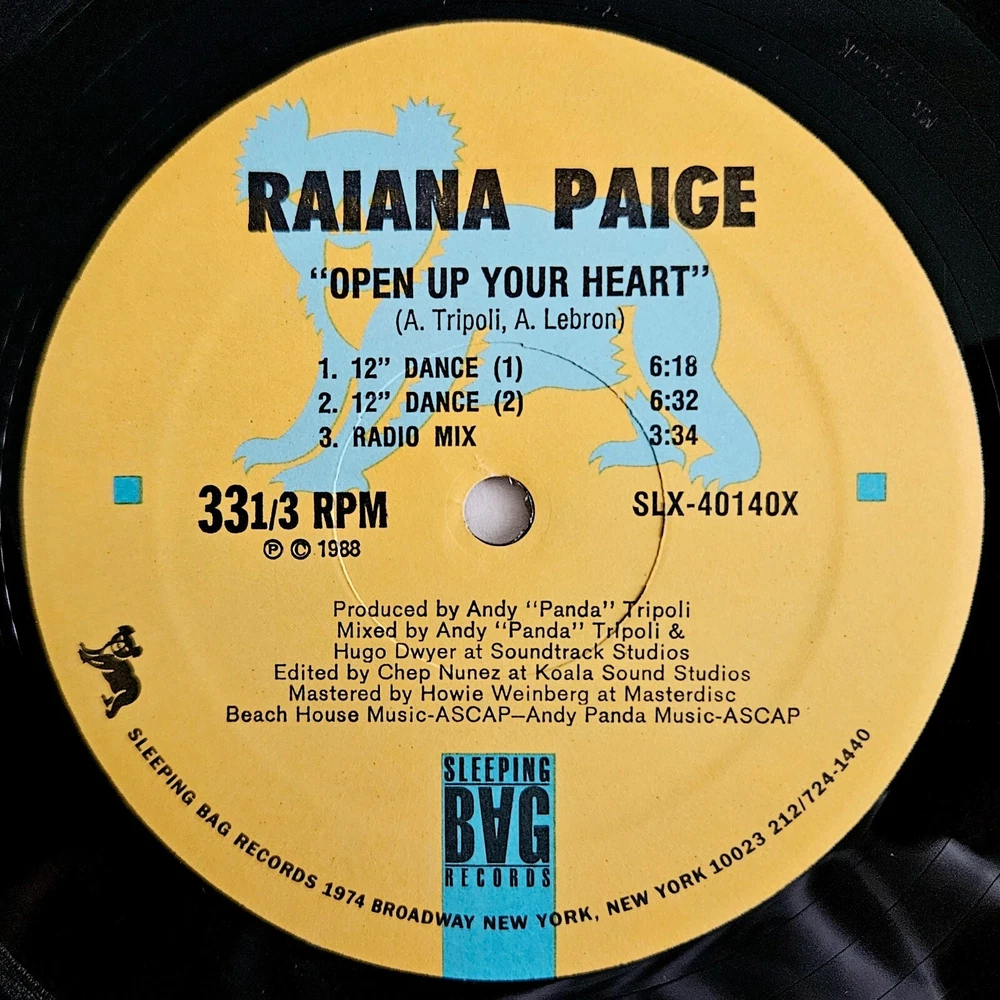 RAIANA PAIGE
“OPEN UP YOUR HEART”
(A. Tripoli, A. Lebron)
1. 12” DANCE (1) 6:18
2. 12” DANCE (2) 6:32
3. RADIO MIX 3:34
33 1/3 RPM SLX-40140X
Ⓟ © 1988
Produced by Andy “Panda” Tripoli
Mixed by Andy “Panda” TrIpoli &
Hugo Dwyer at Soundtrack Studios
Edited by Chep Nunez at Koala Sound Studios
Mastered by Howie Weinberg at Masterdisc
Beach House Music-ASCAP—Andy Panda Music-ASCAP
SLEEPING
BAG
RECORDS
SLEEPING BAG RECORDS 1974 BROADWAY NEW YORK, NEW YORK 10023 212/724-1440